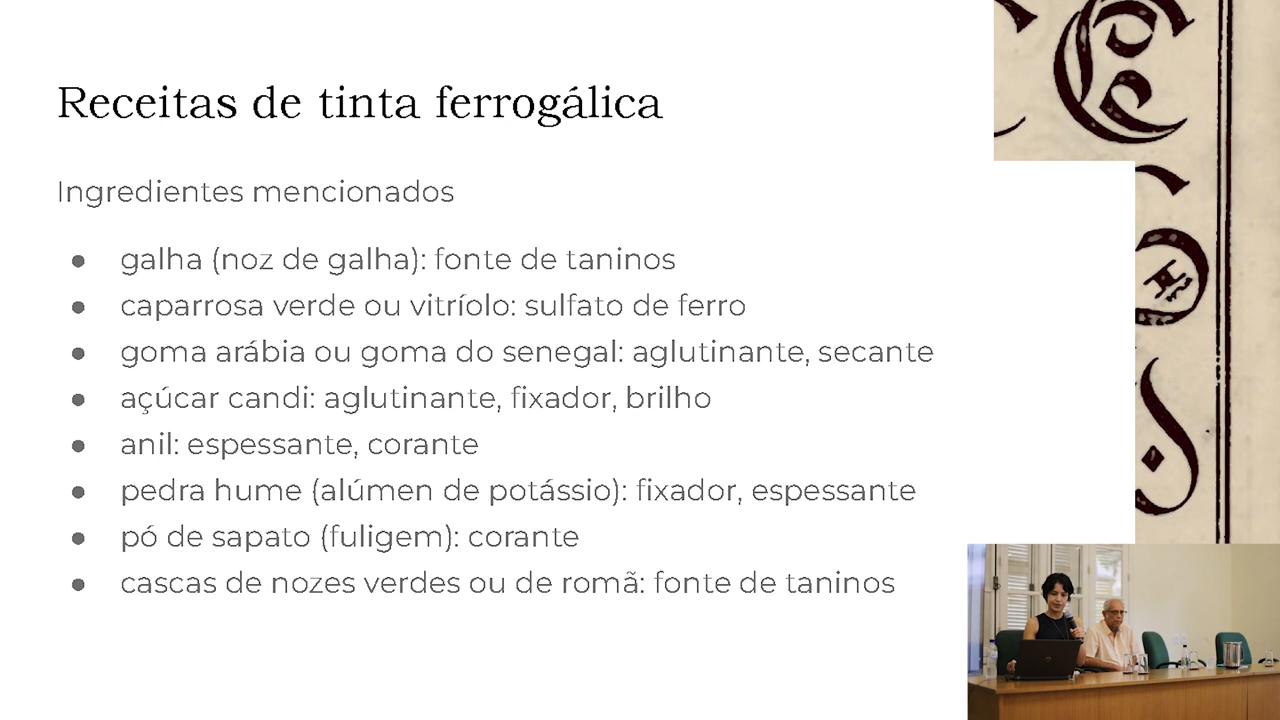 Receitas de tinta ferrogálica
Ingredientes mencionados
● galha (noz de galha): fonte de taninos
● caparrosa verde ou vitríolo: sulfato de ferro
● goma arábia ou goma do senegal: aglutinante, secante
● açúcar candi: aglutinante, fixador, brilho
● anil: espessante, corante
● pedra hume (alúmen de potássio): fixador, espessante
● pó de sapato (fuligem): corante
● cascas de nozes verdes ou de romã: fonte de taninos